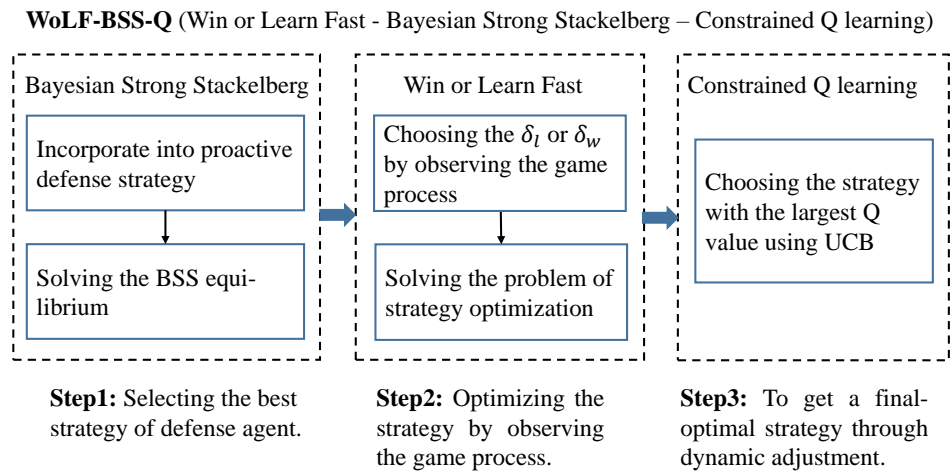 WoLF-BSS-Q (Win or Learn Fast - Bayesian Strong Stackelberg – Constrained Q learning)
Bayesian Strong Stackelberg
Incorporate into proactive
defense strategy
Solving the BSS equi-
librium
Step1: Selecting the best
strategy of defense agent.
Win or Learn Fast
Choosing the δ_l or δ_w
by observing the game
process
Solving the problem of
strategy optimization
Step2: Optimizing the
strategy by observing
the game process.
Constrained Q learning
Choosing the strategy
with the largest Q
value using UCB
Step3: To get a final-
optimal strategy through
dynamic adjustment.